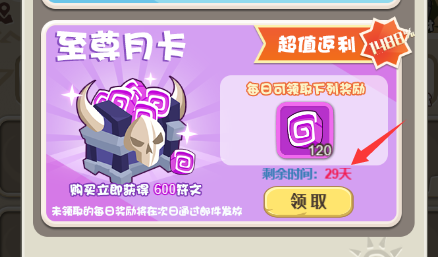 至尊月卡
超值返利
1488%
每日可领取下列奖励
120
剩余时间：29天
购买立即获得 600符文
领取
未领取的每日奖励将在次日通过邮件发放